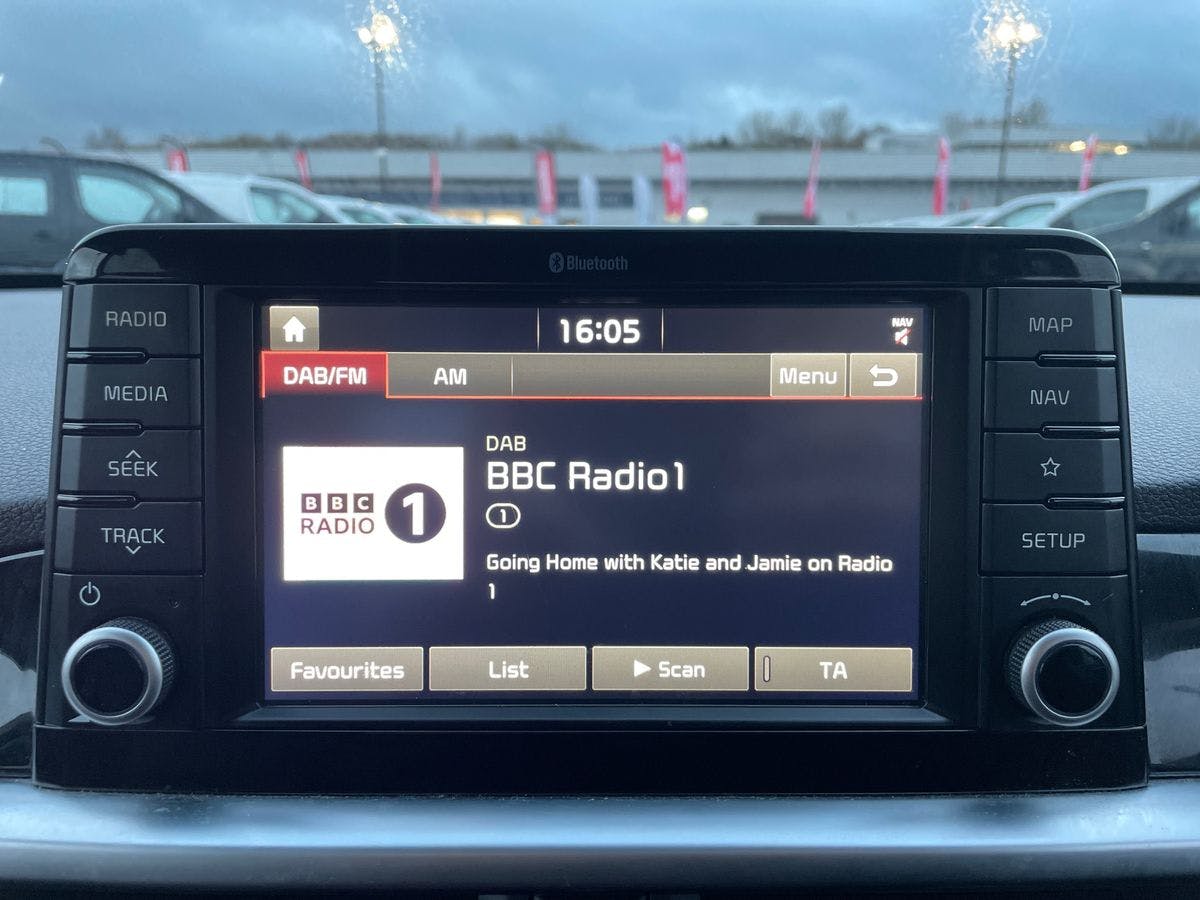 Bluetooth
RADIO
MEDIA
SEEK
TRACK
16:05
NAV
DAB/FM
AM
Menu
BBC
RADIO
1
DAB
BBC Radio1
1
Going Home with Katie and Jamie on Radio
1
Favourites
List
Scan
TA
MAP
NAV
SETUP